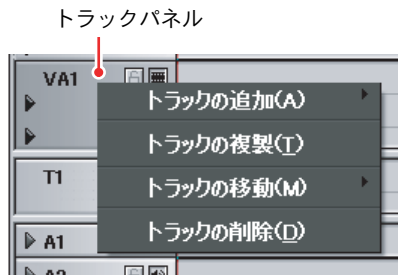 トラックパネル
VA1
トラックの追加(A)
トラックの複製(T)
トラックの移動(M)
T1
トラックの削除(D)
A1
A2